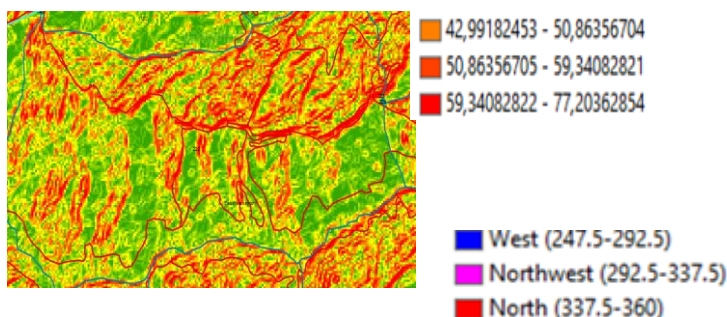 42,99182453 - 50,86356704
50,86356705 - 59,34082821
59,34082822 - 77,20362854
West (247.5-292.5)
Northwest (292.5-337.5)
North (337.5-360)